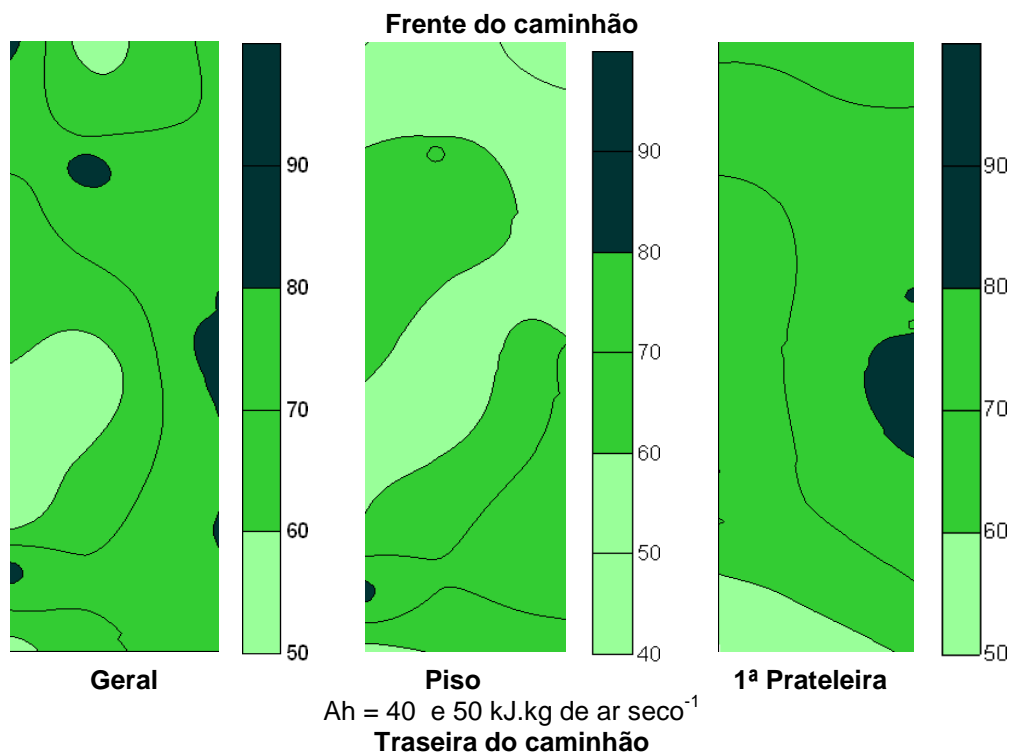 Frente do caminhão
90
80
70
60
50
90
80
70
60
50
40
90
80
70
60
50
Geral
Piso
1ª Prateleira
Ah = 40 e 50 kJ.kg de ar seco⁻¹
Traseira do caminhão